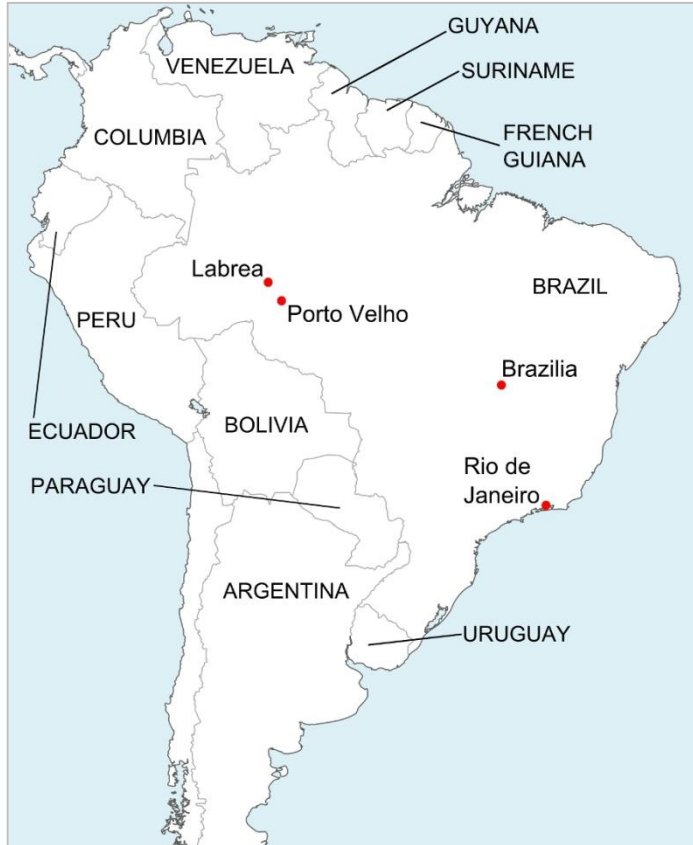 GUYANA
VENEZUELA
SURINAME
COLUMBIA
FRENCH
GUIANA
Labrea
BRAZIL
PERU
Porto Velho
Brazilia
ECUADOR
BOLIVIA
Rio de
Janeiro
PARAGUAY
ARGENTINA
URUGUAY